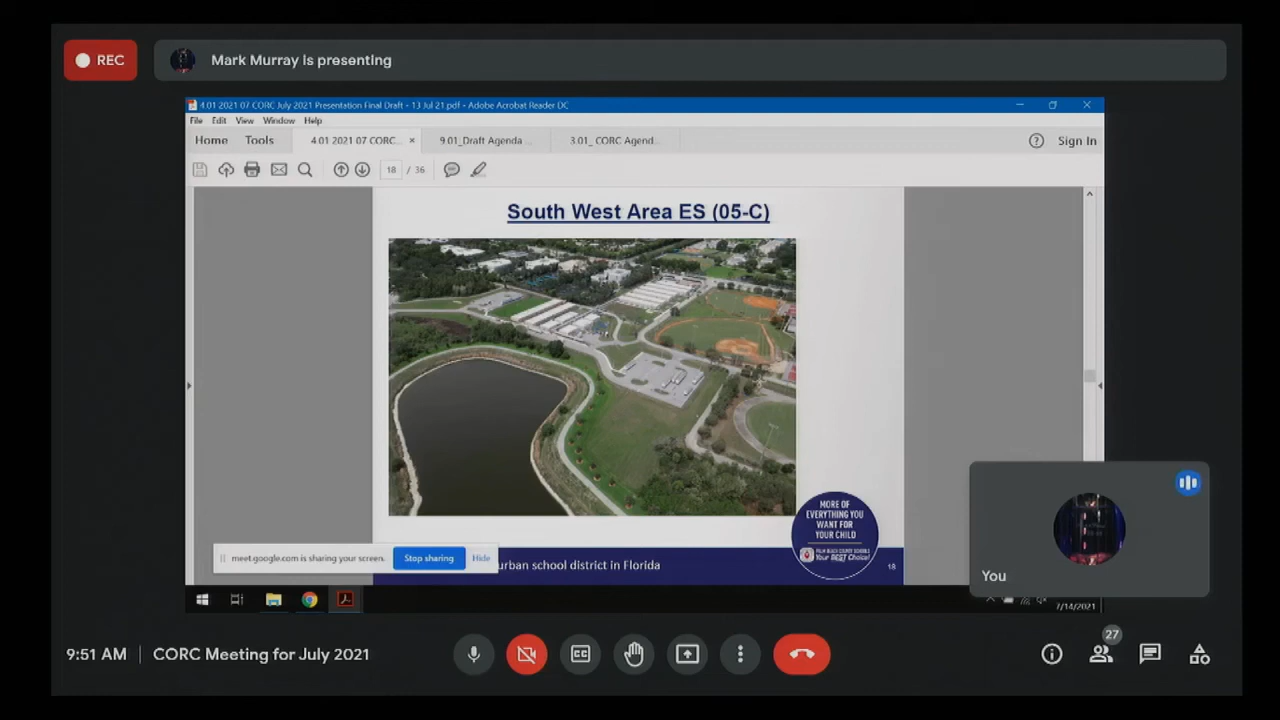 REC
Mark Murray is presenting
4.01 2021 07 CORC July 2021 Presentation Final Draft - 13 Jul 21.pdf - Adobe Acrobat Reader DC
File Edit View Window Help
Home Tools 4.01 2021 07 CORC... × 9.01_Draft Agenda ... 3.01_ CORC Agend... Sign In
18 / 36
South West Area ES (05-C)
MORE OF
EVERYTHING YOU
WANT FOR
YOUR CHILD
PALM BEACH COUNTY SCHOOLS
Your BEST Choice!
meet.google.com is sharing your screen. Stop sharing Hide
urban school district in Florida
18
You
7/14/2021
9:51 AM | CORC Meeting for July 2021
27